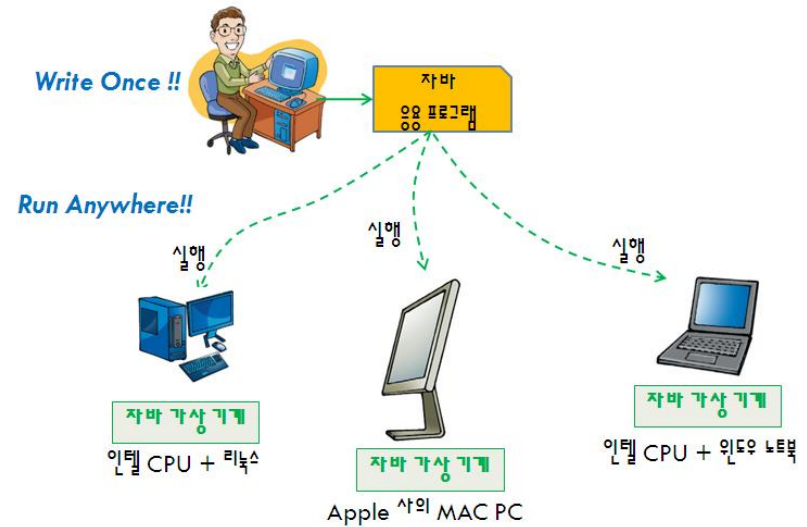 Write Once !!
자바
응용 프로그램
Run Anywhere!!
실행
실행
실행
자바 가상 기계
인텔 CPU + 리눅스
자바 가상 기계
Apple 사의 MAC PC
자바 가상 기계
인텔 CPU + 윈도우 노트북